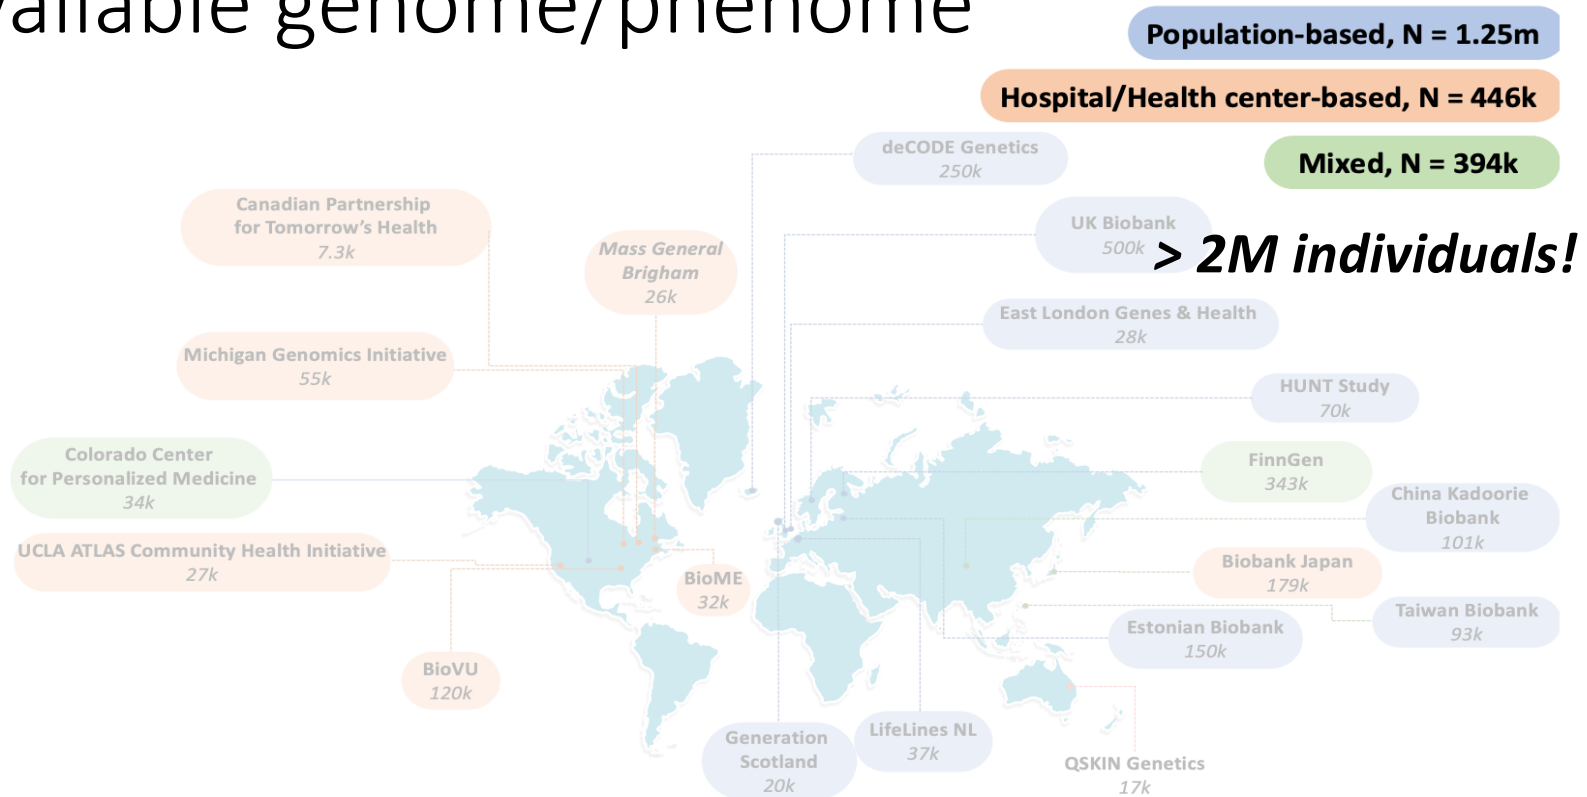 available genome/phenome
Population-based, N = 1.25m
Hospital/Health center-based, N = 446k
Mixed, N = 394k
> 2M individuals!
deCODE Genetics
250k
Canadian Partnership
for Tomorrow's Health
7.3k
UK Biobank
500k
Mass General
Brigham
26k
East London Genes & Health
28k
Michigan Genomics Initiative
55k
HUNT Study
70k
Colorado Center
for Personalized Medicine
34k
FinnGen
343k
China Kadoorie
Biobank
101k
UCLA ATLAS Community Health Initiative
27k
BioME
32k
Biobank Japan
179k
Taiwan Biobank
93k
Estonian Biobank
150k
BioVU
120k
Generation
Scotland
20k
LifeLines NL
37k
QSKIN Genetics
17k